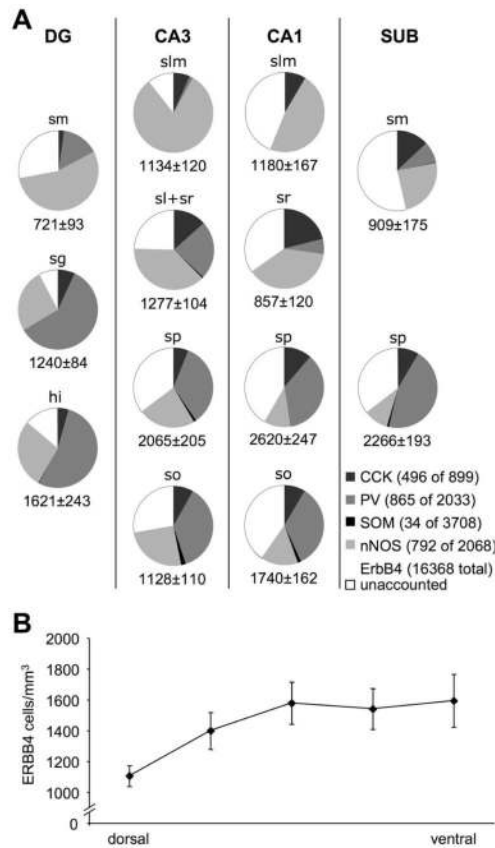 A
DG CA3 CA1 SUB
slm slm
sm sm
1134±120 1180±167
721±93 909±175
sl+sr sr
sg
1277±104 857±120
1240±84
sp sp sp
hi
2065±205 2620±247 2266±193
1621±243
so so
1128±110 1740±162
CCK (496 of 899)
PV (865 of 2033)
SOM (34 of 3708)
nNOS (792 of 2068)
ErbB4 (16368 total)
unaccounted
B
ERBB4 cells/mm³
2000
1800
1600
1400
1200
1000
0
dorsal ventral